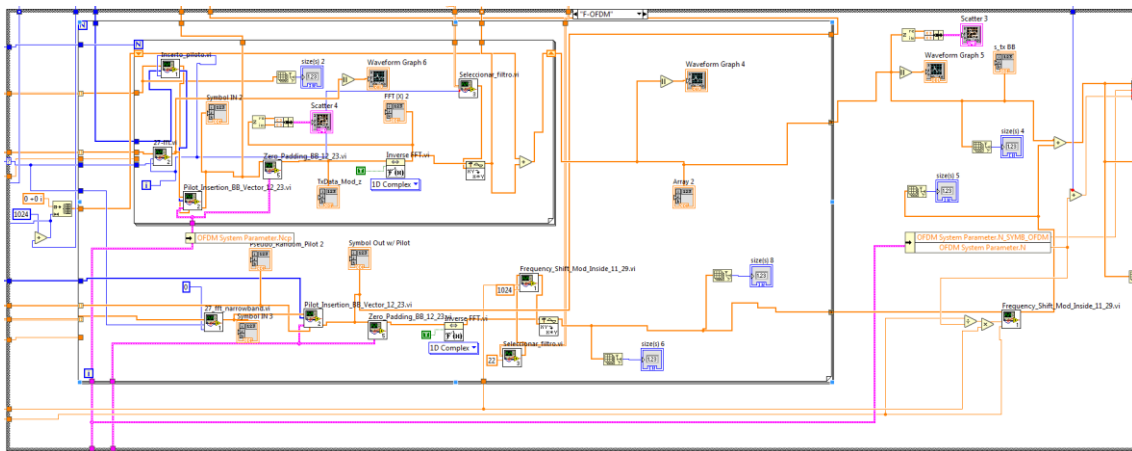 "F-OFDM"
N
N
Incerto_piloto.vi
size(s) 2
Waveform Graph 6
Seleccionar_filtro.vi
Waveform Graph 4
Scatter 3
s_tx BB
Waveform Graph 5
Symbol IN 2
Scatter 4
FFT {X} 2
Zero_Padding_BB_12_23.vi
Inverse FFT.vi
1D Complex
i
Pilot_Insertion_BB_Vector_12_23.vi
TxData_Mod_z
Array 2
size(s) 4
size(s) 5
0 +0 i
1024
OFDM System Parameter.Ncp
OFDM System Parameter.N_SYMB_OFDM
OFDM System Parameter.N
Pseudo_Random_Pilot 2
Symbol Out w/ Pilot
size(s) 8
Frequency_Shift_Mod_Inside_11_29.vi
1024
0
27_fft_narrowband.vi
Pilot_Insertion_BB_Vector_12_23.vi
Symbol IN 3
Inverse FFT.vi
1D Complex
Seleccionar_filtro.vi
22
size(s) 6
Frequency_Shift_Mod_Inside_11_29.vi
i